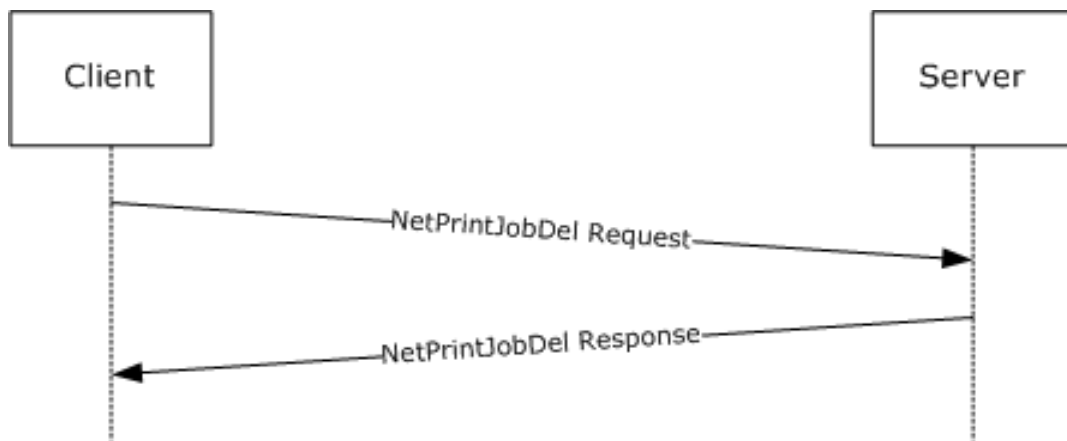 Client
Server
NetPrintJobDel Request
NetPrintJobDel Response